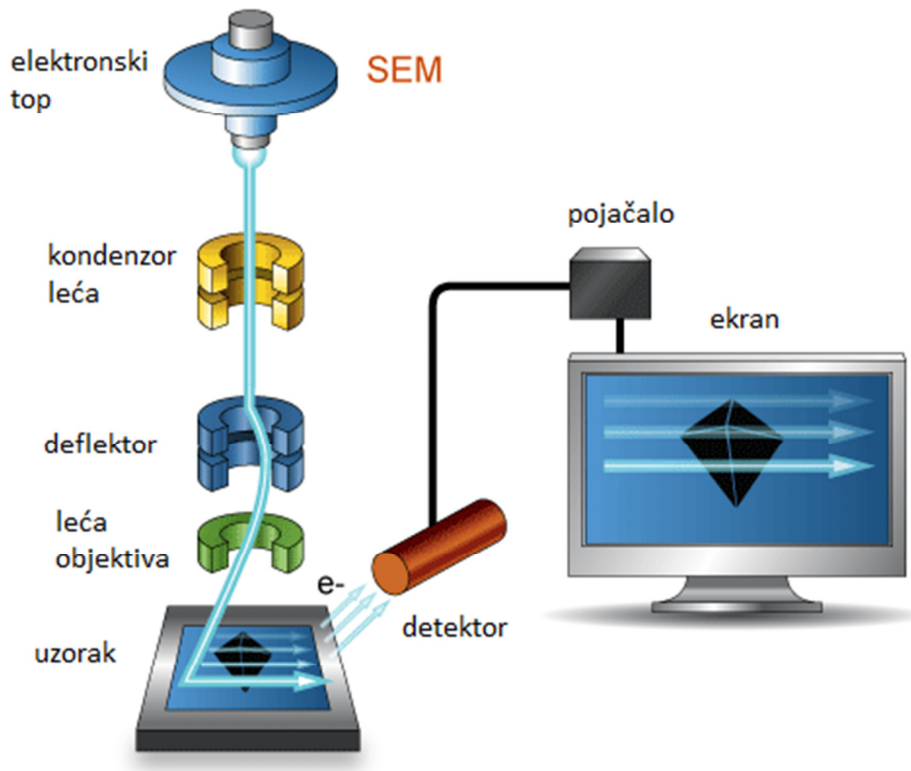 elektronski
top
SEM
kondenzor
leća
pojačalo
ekran
deflektor
leća
objektiva
e-
detektor
uzorak